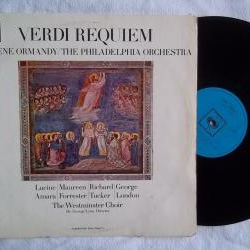 VERDI REQUIEM
ENE ORMANDY/THE PHILADELPHIA ORCHESTRA
Lucine Maureen Richard George
Amara Forrester Tucker London
The Westminster Choir